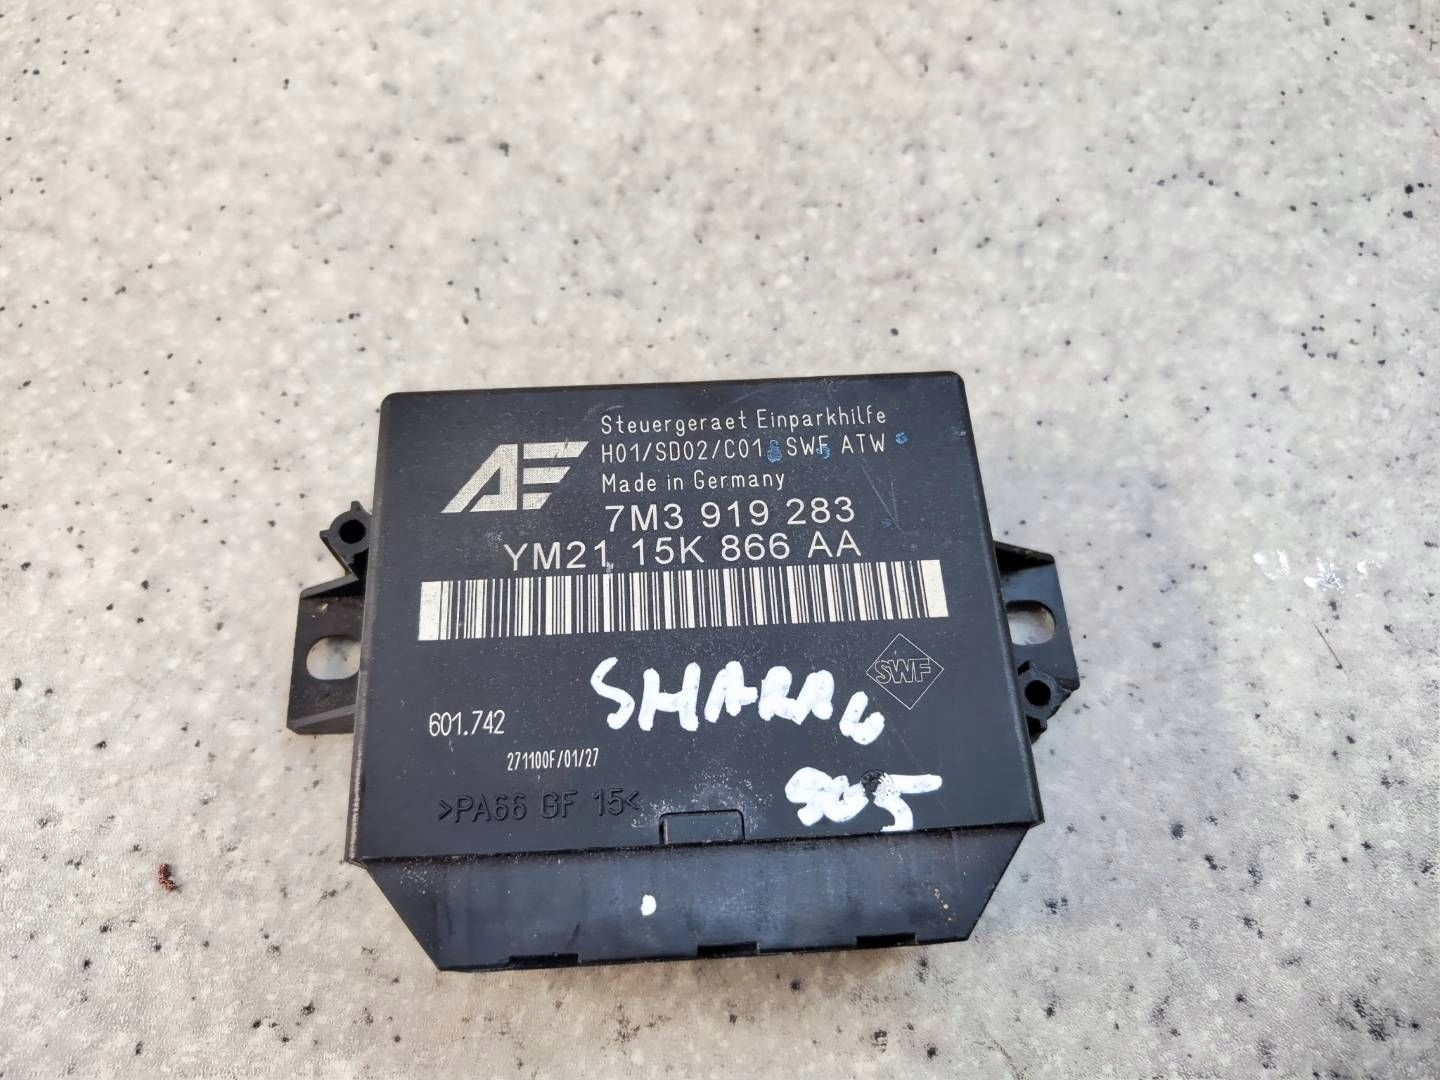 Steuergeraet Einparkhilfe
AF
H01/SD02/C01 SWF ATW
Made in Germany
7M3 919 283
YM21 15K 866 AA
SWF
SHARAN
601.742
271100F/01/27
>PA66 GF 15<
905